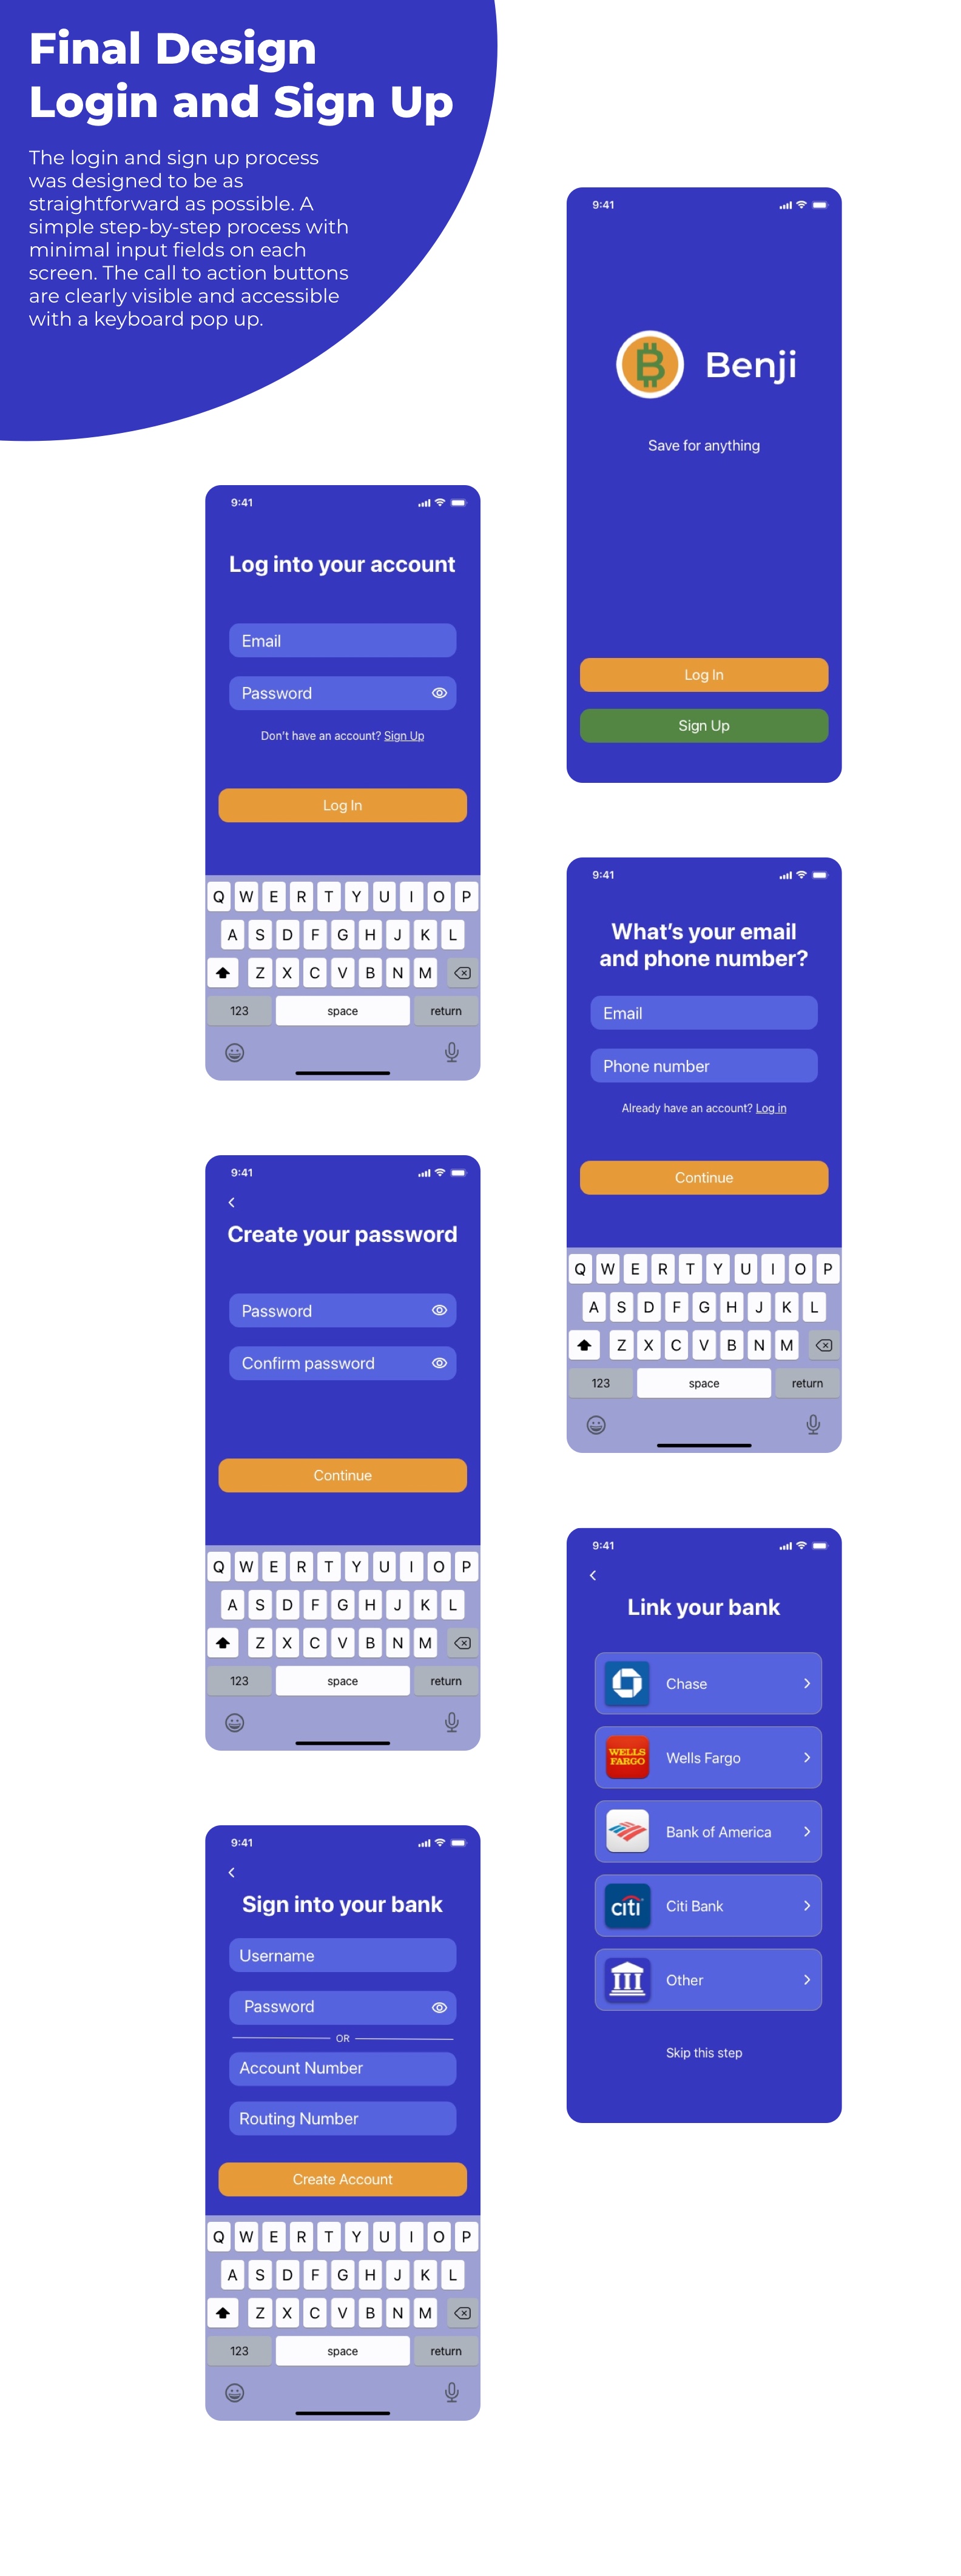 Final Design
Login and Sign Up
The login and sign up process
was designed to be as
straightforward as possible. A
simple step-by-step process with
minimal input fields on each
screen. The call to action buttons
are clearly visible and accessible
with a keyboard pop up.
9:41
Benji
Save for anything
Log In
Sign Up
9:41
Log into your account
Email
Password
Don't have an account? Sign Up
Log In
Q W E R T Y U I O P
A S D F G H J K L
Z X C V B N M
123 space return
9:41
What's your email
and phone number?
Email
Phone number
Already have an account? Log in
Continue
Q W E R T Y U I O P
A S D F G H J K L
Z X C V B N M
123 space return
9:41
Create your password
Password
Confirm password
Continue
Q W E R T Y U I O P
A S D F G H J K L
Z X C V B N M
123 space return
9:41
Link your bank
Chase
WELLS
FARGO
Wells Fargo
Bank of America
citi
Citi Bank
Other
Skip this step
9:41
Sign into your bank
Username
Password
OR
Account Number
Routing Number
Create Account
Q W E R T Y U I O P
A S D F G H J K L
Z X C V B N M
123 space return